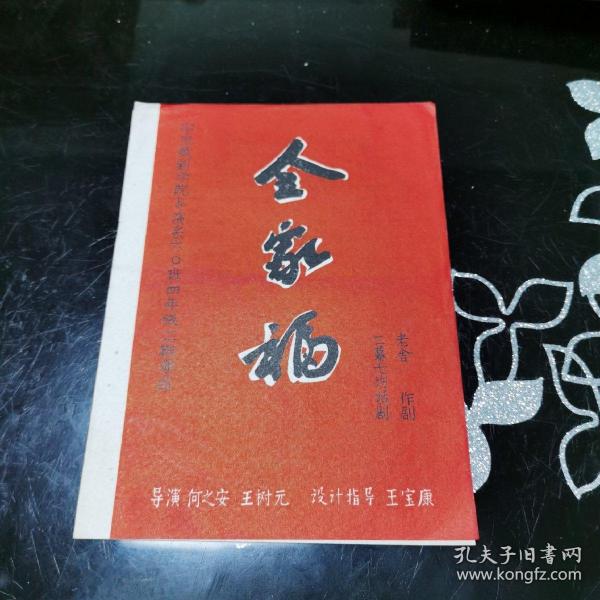 全家福
老舍 作剧
三幕七场话剧
导演 何之安 王树元 设计指导 王宝康
孔夫子旧書网
www.kongfz.com